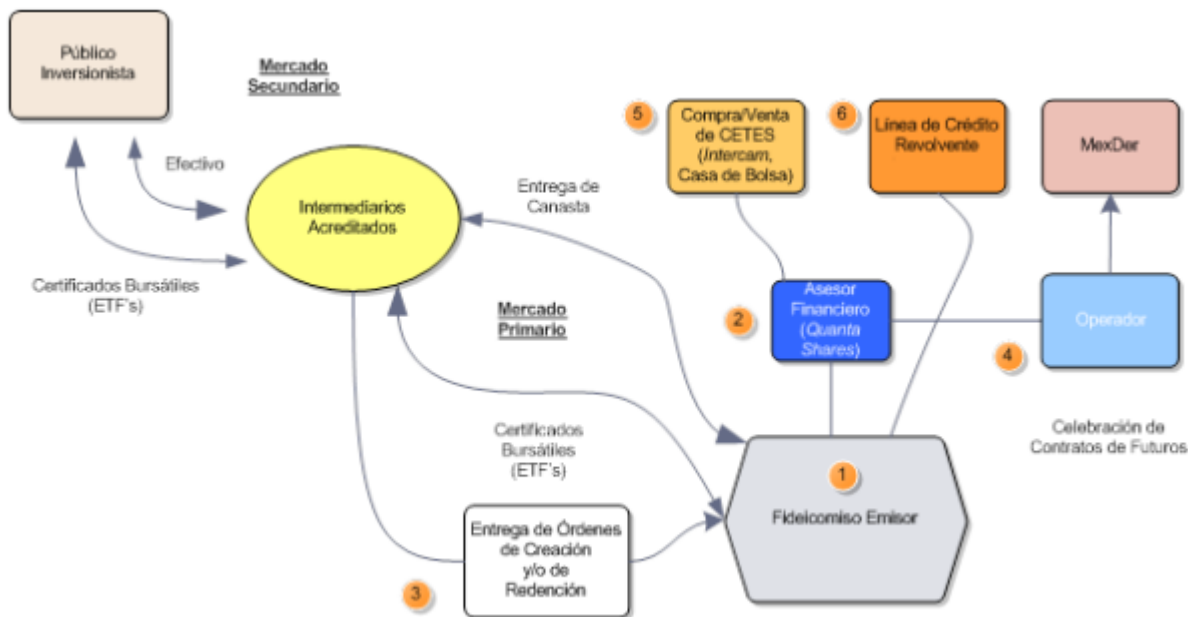 Público
Inversionista
Mercado
Secundario
5
Compra/Venta
de CETES
(Intercam,
Casa de Bolsa)
6
Línea de Crédito
Revolvente
MexDer
Efectivo
Entrega de
Canasta
Intermediarios
Acreditados
Certificados Bursátiles
(ETF's)
Mercado
Primario
2
Asesor
Financiero
(Quanta
Shares)
Operador
4
Certificados
Bursátiles
(ETF's)
Celebración de
Contratos de Futuros
1
Fideicomiso Emisor
3
Entrega de Órdenes
de Creación
y/o de
Redención